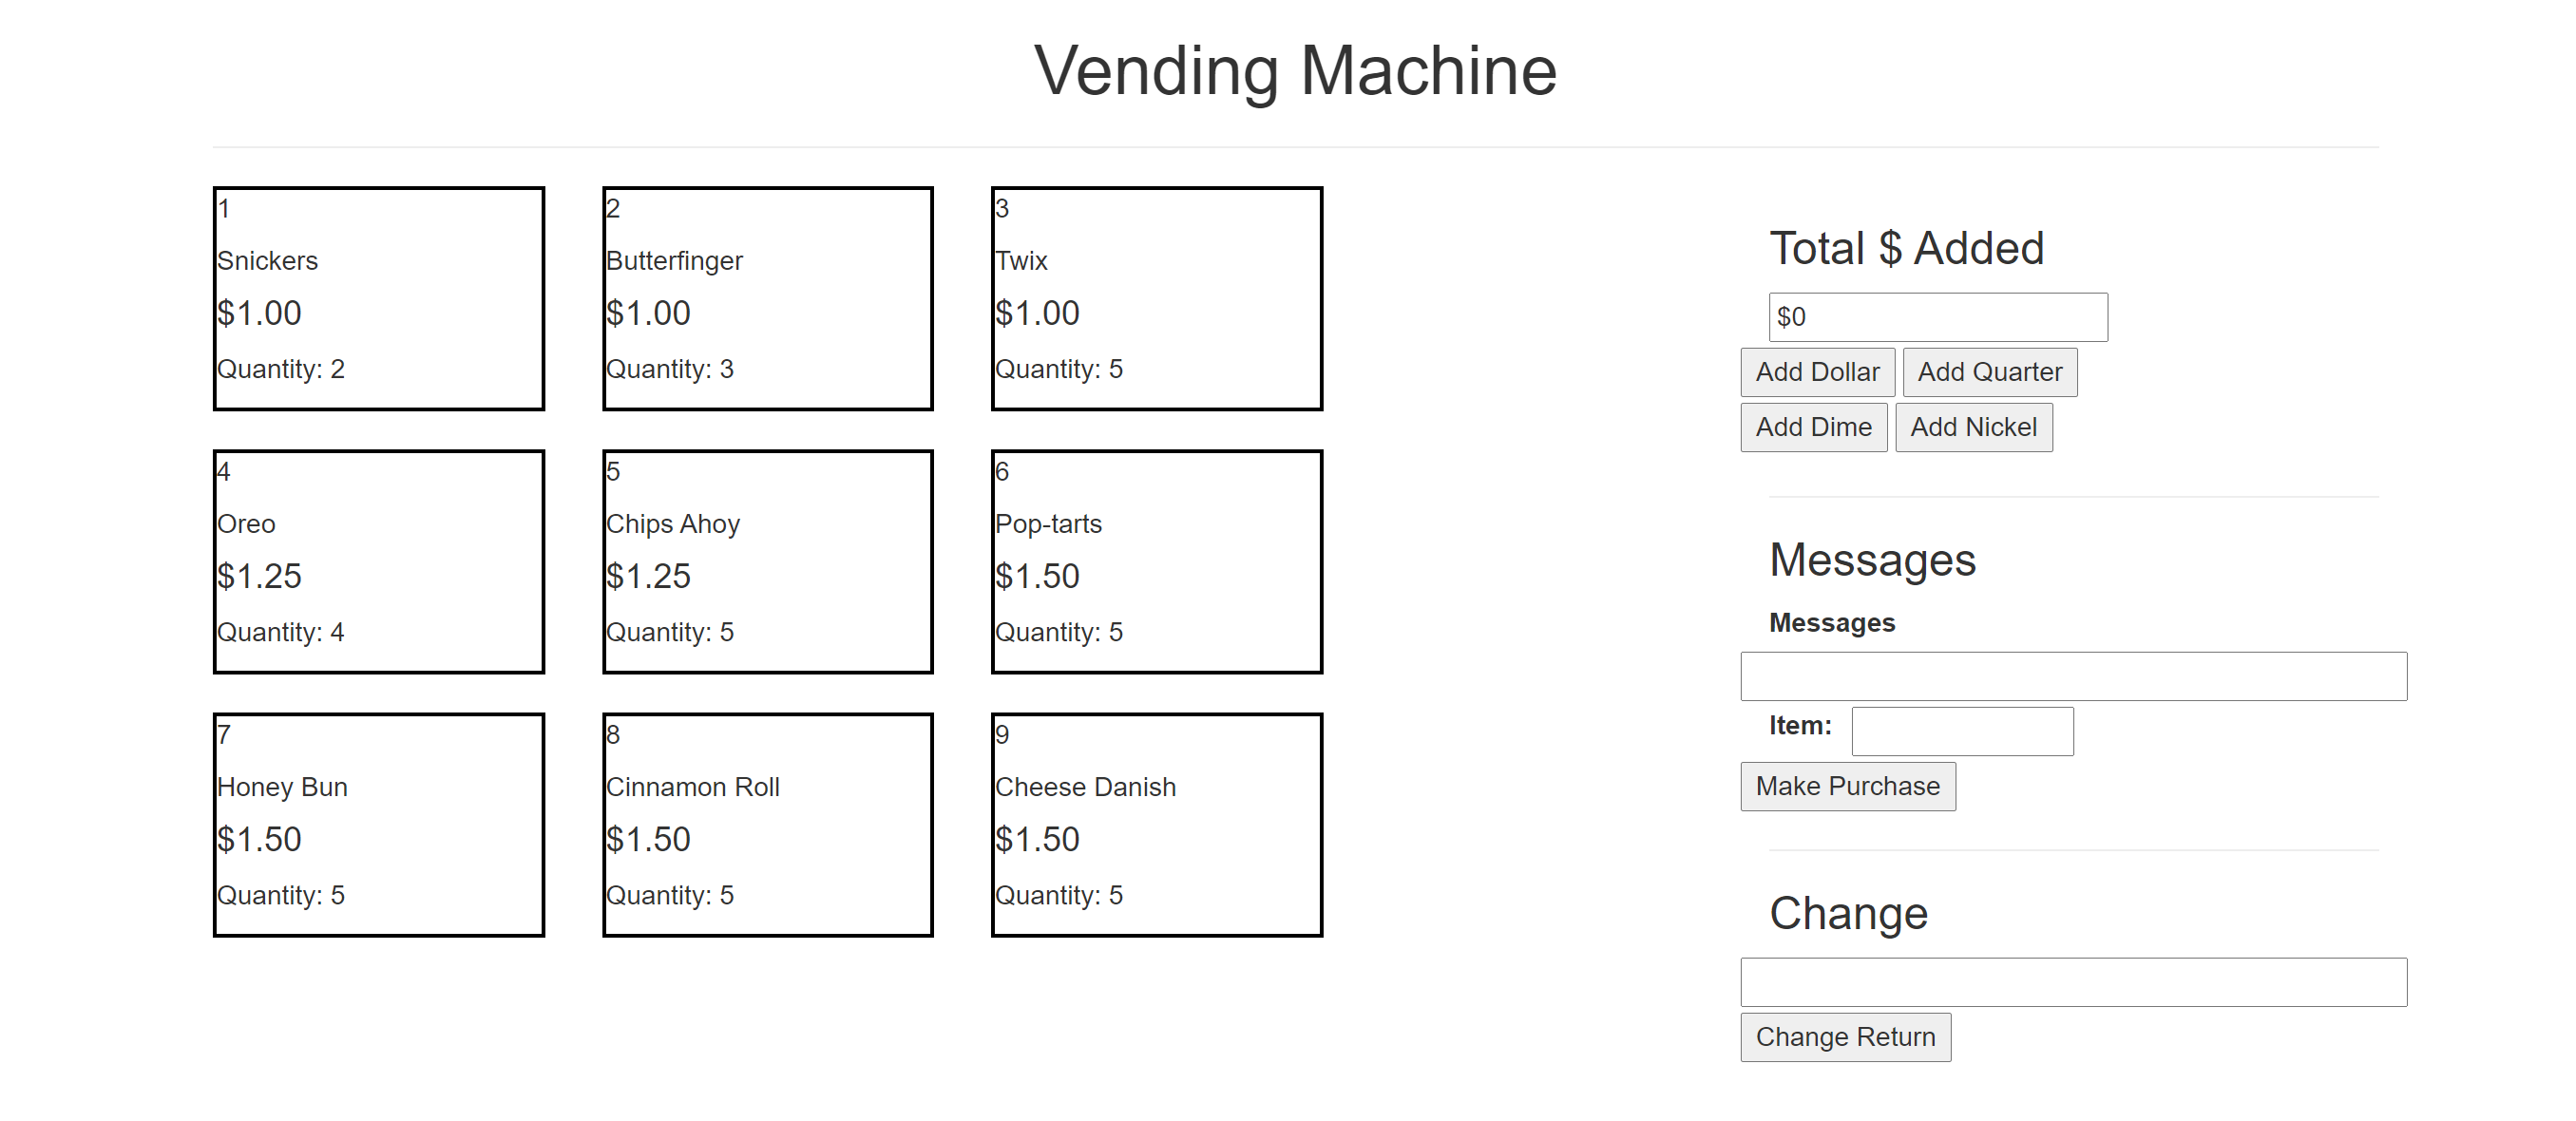 Vending Machine
1
Snickers
$1.00
Quantity: 2
2
Butterfinger
$1.00
Quantity: 3
3
Twix
$1.00
Quantity: 5
4
Oreo
$1.25
Quantity: 4
5
Chips Ahoy
$1.25
Quantity: 5
6
Pop-tarts
$1.50
Quantity: 5
7
Honey Bun
$1.50
Quantity: 5
8
Cinnamon Roll
$1.50
Quantity: 5
9
Cheese Danish
$1.50
Quantity: 5
Total $ Added
$0
Add Dollar Add Quarter
Add Dime Add Nickel
Messages
Messages
Item:
Make Purchase
Change
Change Return